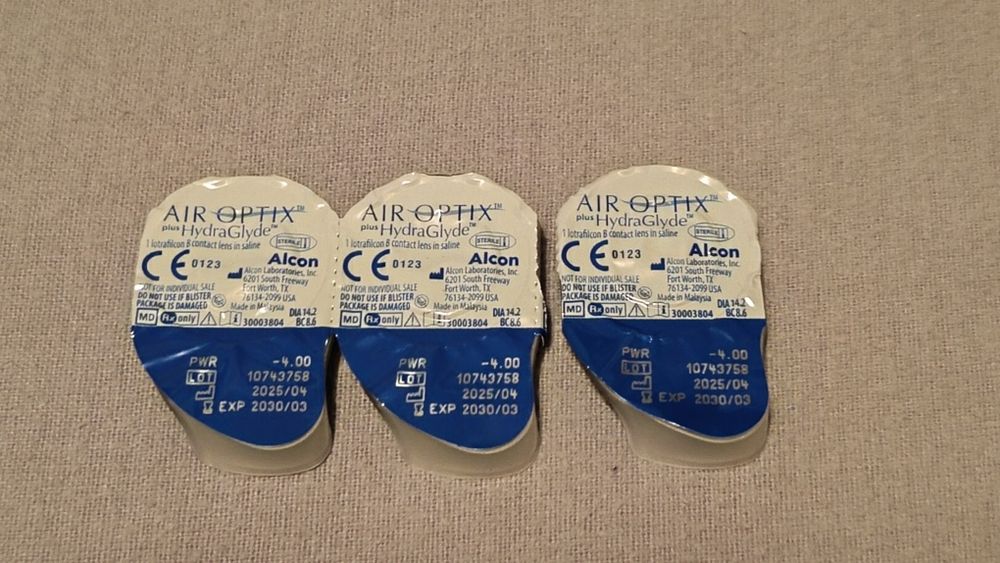 AIR OPTIX™
plus HydraGlyde™
1 lotrafilcon B contact lens in saline
STERILE
CE 0123
Alcon
Alcon Laboratories, Inc.
6201 South Freeway
Fort Worth, TX
76134-2099 USA
Made in Malaysia
NOT FOR INDIVIDUAL SALE
DO NOT USE IF BLISTER
PACKAGE IS DAMAGED
DIA 14.2
BC 8.6
MD Rx only 30003804
PWR -4.00
LOT 10743758
2025/04
EXP 2030/03
AIR OPTIX™
plus HydraGlyde™
1 lotrafilcon B contact lens in saline
STERILE
CE 0123
Alcon
Alcon Laboratories, Inc.
6201 South Freeway
Fort Worth, TX
76134-2099 USA
Made in Malaysia
NOT FOR INDIVIDUAL SALE
DO NOT USE IF BLISTER
PACKAGE IS DAMAGED
DIA 14.2
BC 8.6
MD Rx only 30003804
PWR -4.00
LOT 10743758
2025/04
EXP 2030/03
AIR OPTIX™
plus HydraGlyde™
1 lotrafilcon B contact lens in saline
STERILE
CE 0123
Alcon
Alcon Laboratories, Inc.
6201 South Freeway
Fort Worth, TX
76134-2099 USA
Made in Malaysia
NOT FOR INDIVIDUAL SALE
DO NOT USE IF BLISTER
PACKAGE IS DAMAGED
DIA 14.2
BC 8.6
MD Rx only 30003804
PWR -4.00
LOT 10743758
2025/04
EXP 2030/03